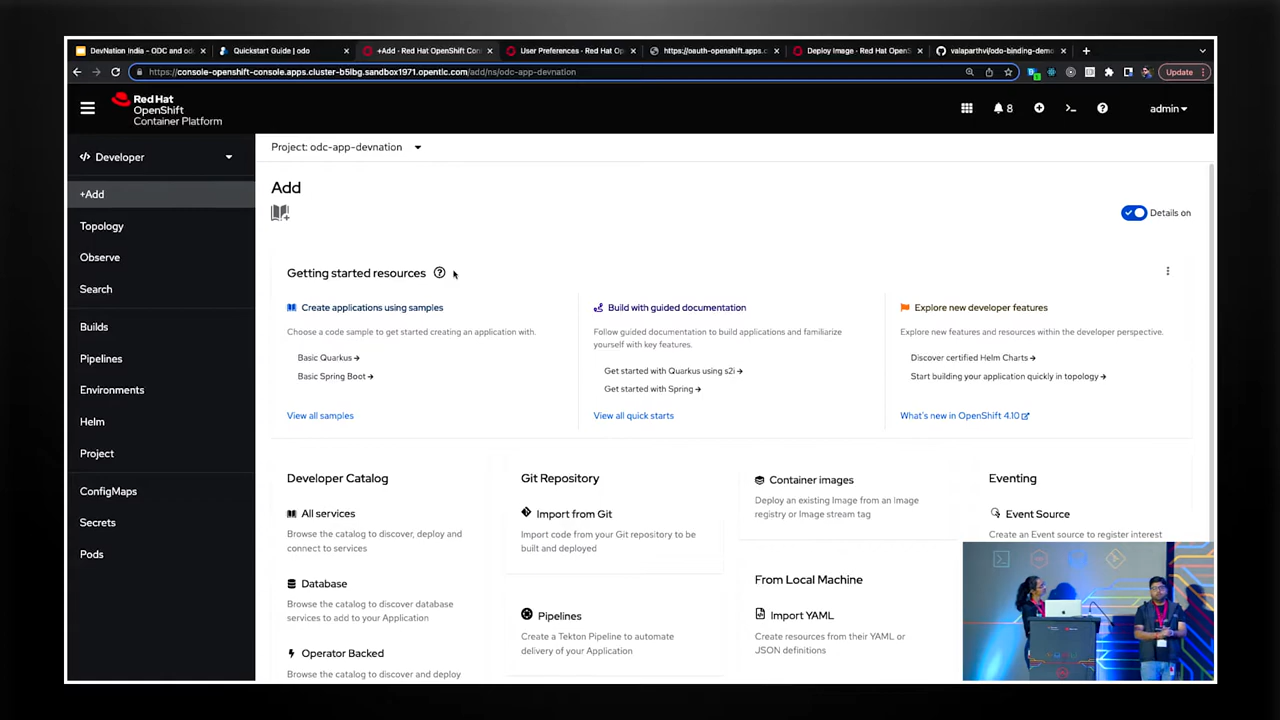 DevNation India - ODC and od
Quickstart Guide | odo
+Add · Red Hat OpenShift Con
User Preferences · Red Hat Op
https://oauth-openshift.apps.c
Deploy Image · Red Hat OpenSh
valaparthvi/odo-binding-demo
https://console-openshift-console.apps.cluster-b5lbg.sandbox1971.opentlc.com/add/ns/odc-app-devnation
Update
Red Hat
OpenShift
Container Platform
8
admin
Developer
+Add
Topology
Observe
Search
Builds
Pipelines
Environments
Helm
Project
ConfigMaps
Secrets
Pods
Project: odc-app-devnation
Add
Details on
Getting started resources
Create applications using samples
Choose a code sample to get started creating an application with.
Basic Quarkus
Basic Spring Boot
View all samples
Build with guided documentation
Follow guided documentation to build applications and familiarize
yourself with key features.
Get started with Quarkus using s2i
Get started with Spring
View all quick starts
Explore new developer features
Explore new features and resources within the developer perspective.
Discover certified Helm Charts
Start building your application quickly in topology
What's new in OpenShift 4.10
Developer Catalog
All services
Browse the catalog to discover, deploy and
connect to services
Database
Browse the catalog to discover database
services to add to your Application
Operator Backed
Browse the catalog to discover and deploy
Git Repository
Import from Git
Import code from your Git repository to be
built and deployed
Pipelines
Create a Tekton Pipeline to automate
delivery of your Application
Container images
Deploy an existing Image from an Image
registry or Image stream tag
From Local Machine
Import YAML
Create resources from their YAML or
JSON definitions
Eventing
Event Source
Create an Event source to register interest